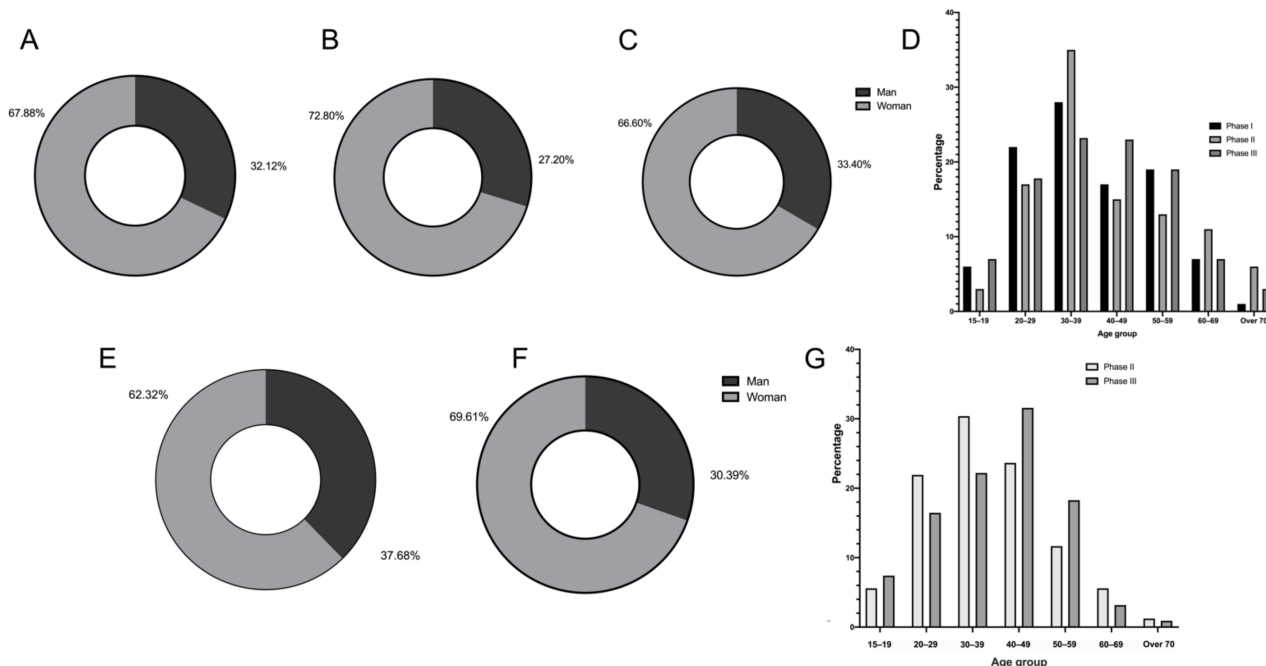 A
67.88%
32.12%
B
72.80%
27.20%
C
66.60%
33.40%
Man
Woman
D
40
30
20
10
0
Percentage
15–19 20–29 30–39 40–49 50–59 60–69 Over 70
Age group
Phase I
Phase II
Phase III
E
62.32%
37.68%
F
69.61%
30.39%
Man
Woman
G
40
30
20
10
0
Percentage
15–19 20–29 30–39 40–49 50–59 60–69 Over 70
Age group
Phase II
Phase III